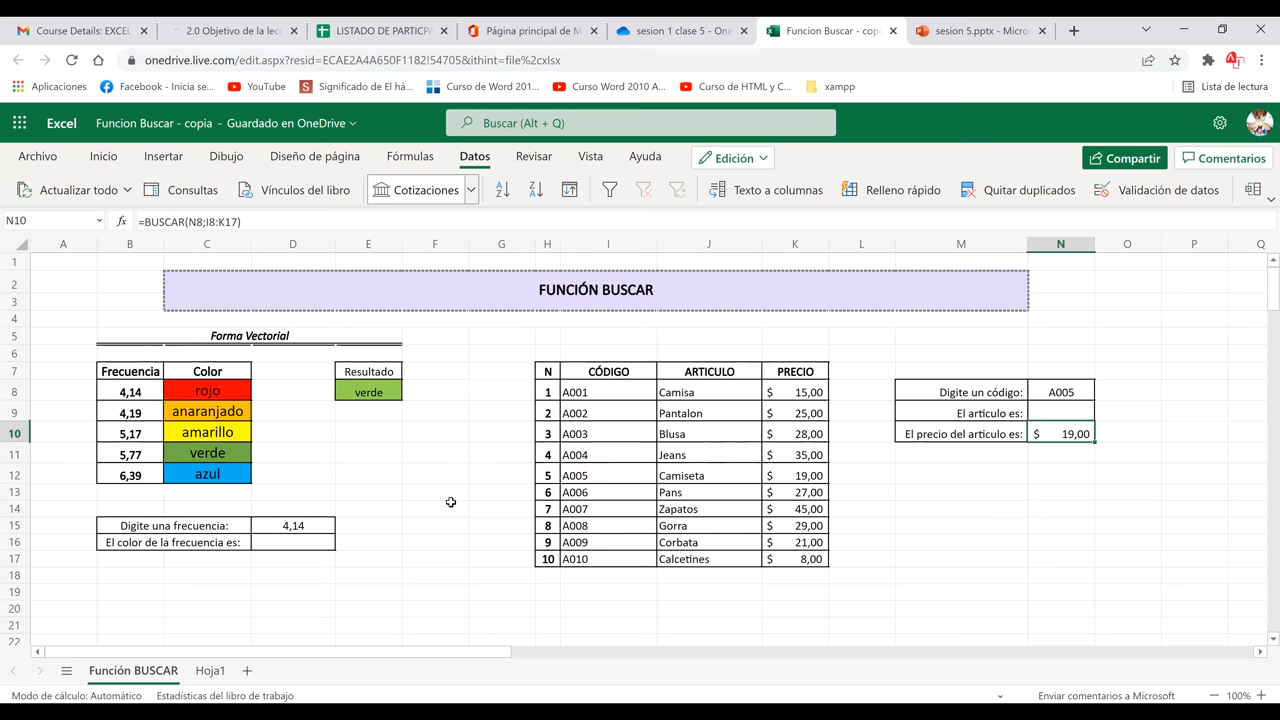 Course Details: EXCEL
2.0 Objetivo de la lec
LISTADO DE PARTICPA
Página principal de M
sesion 1 clase 5 - One
Función Buscar - copi
sesion 5.pptx - Micros
onedrive.live.com/edit.aspx?resid=ECAE2A4A650F1182!54705&ithint=file%2cxlsx
Aplicaciones
Facebook - Inicia se...
YouTube
Significado de El há...
Curso de Word 201...
Curso Word 2010 A...
Curso de HTML y C...
xampp
Lista de lectura
Excel
Funcion Buscar - copia - Guardado en OneDrive
Buscar (Alt + Q)
Archivo Inicio Insertar Dibujo Diseño de página Fórmulas Datos Revisar Vista Ayuda Edición Compartir Comentarios
Actualizar todo Consultas Vínculos del libro Cotizaciones Texto a columnas Relleno rápido Quitar duplicados Validación de datos
N10 fx =BUSCAR(N8;I8:K17)
A B C D E F G H I J K L M N O P Q
1
2 FUNCIÓN BUSCAR
3
4
5 Forma Vectorial
6
7 Frecuencia Color Resultado N CÓDIGO ARTICULO PRECIO
8 4,14 rojo verde 1 A001 Camisa $ 15,00 Digite un código: A005
9 4,19 anaranjado 2 A002 Pantalon $ 25,00 El articulo es:
10 5,17 amarillo 3 A003 Blusa $ 28,00 El precio del articulo es: $ 19,00
11 5,77 verde 4 A004 Jeans $ 35,00
12 6,39 azul 5 A005 Camiseta $ 19,00
13 6 A006 Pans $ 27,00
14 7 A007 Zapatos $ 45,00
15 Digite una frecuencia: 4,14 8 A008 Gorra $ 29,00
16 El color de la frecuencia es: 9 A009 Corbata $ 21,00
17 10 A010 Calcetines $ 8,00
18
19
20
21
22
Función BUSCAR Hoja1
Modo de cálculo: Automático Estadísticas del libro de trabajo Enviar comentarios a Microsoft 100%